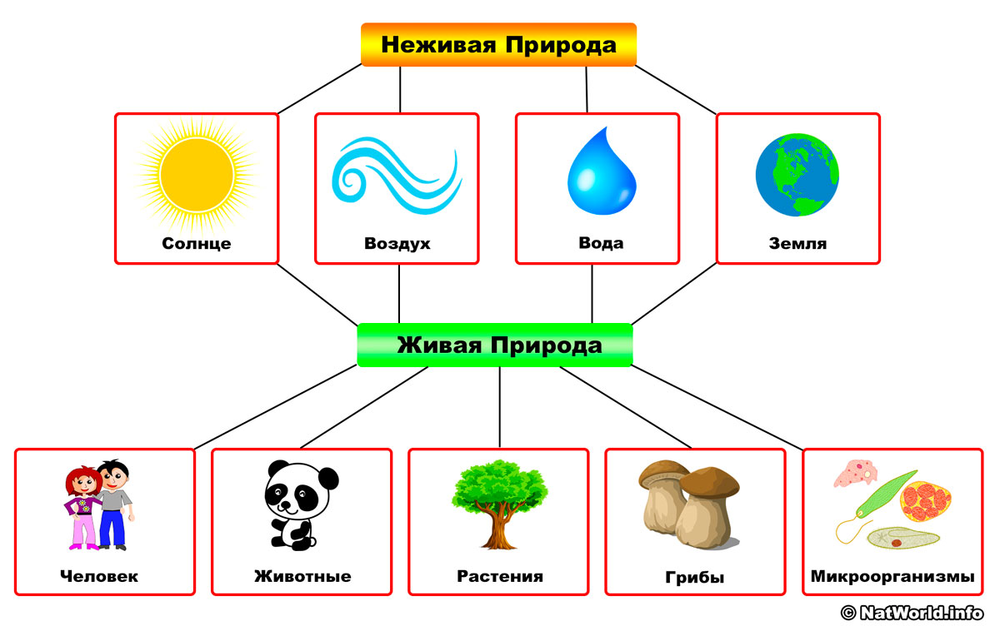 Неживая Природа
Солнце
Воздух
Вода
Земля
Живая Природа
Человек
Животные
Растения
Грибы
Микроорганизмы
© NatWorld.info